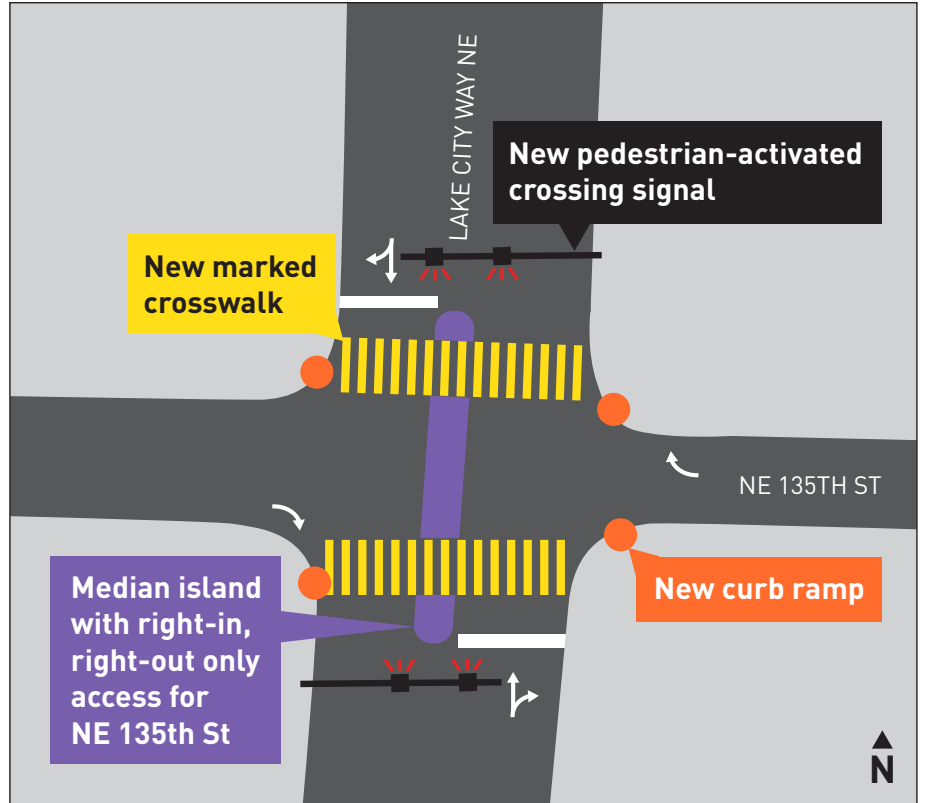 LAKE CITY WAY NE
New pedestrian-activated
crossing signal
New marked
crosswalk
NE 135TH ST
Median island
with right-in,
right-out only
access for
NE 135th St
New curb ramp
N